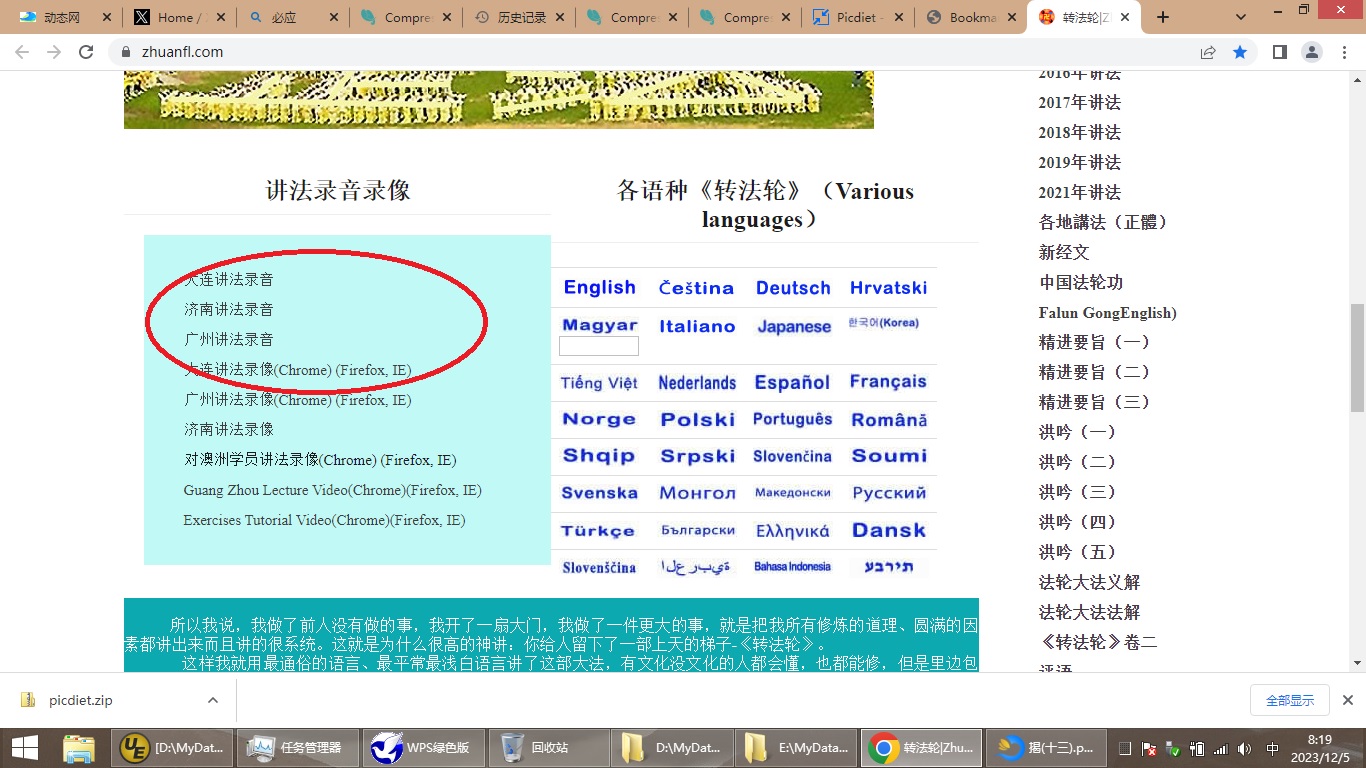 动态网
Home /
必应
Compre
历史记录
Compre
Compre
Picdiet -
Bookma
转法轮|Z
zhuanfl.com
讲法录音录像
大连讲法录音
济南讲法录音
广州讲法录音
大连讲法录像(Chrome) (Firefox, IE)
广州讲法录像(Chrome) (Firefox, IE)
济南讲法录像
对澳洲学员讲法录像(Chrome) (Firefox, IE)
Guang Zhou Lecture Video(Chrome)(Firefox, IE)
Exercises Tutorial Video(Chrome)(Firefox, IE)
各语种《转法轮》（Various
languages）
English Čeština Deutsch Hrvatski
Magyar Italiano Japanese 한국어(Korea)
Tiếng Việt Nederlands Español Français
Norge Polski Português Română
Shqip Srpski Slovenčina Suomi
Svenska Монгол Македонски Русский
Türkçe Български Ελληνικά Dansk
Slovenščina Bahasa Indonesia
2016年讲法
2017年讲法
2018年讲法
2019年讲法
2021年讲法
各地講法（正體）
新经文
中国法轮功
Falun GongEnglish)
精进要旨（一）
精进要旨（二）
精进要旨（三）
洪吟（一）
洪吟（二）
洪吟（三）
洪吟（四）
洪吟（五）
法轮大法义解
法轮大法法解
《转法轮》卷二
评语
所以我说，我做了前人没有做的事，我开了一扇大门，我做了一件更大的事，就是把我所有修炼的道理、圆满的因
素都讲出来而且讲的很系统。这就是为什么很高的神讲：你给人留下了一部上天的梯子-《转法轮》。
这样我就用最通俗的语言、最平常最浅白语言讲了这部大法，有文化没文化的人都会懂，也都能修，但是里边包
picdiet.zip
全部显示
[D:\MyDat...
任务管理器
WPS绿色版
回收站
D:\MyDat...
E:\MyData...
转法轮|Zhu...
揭(十三).p...
中
8:19
2023/12/5